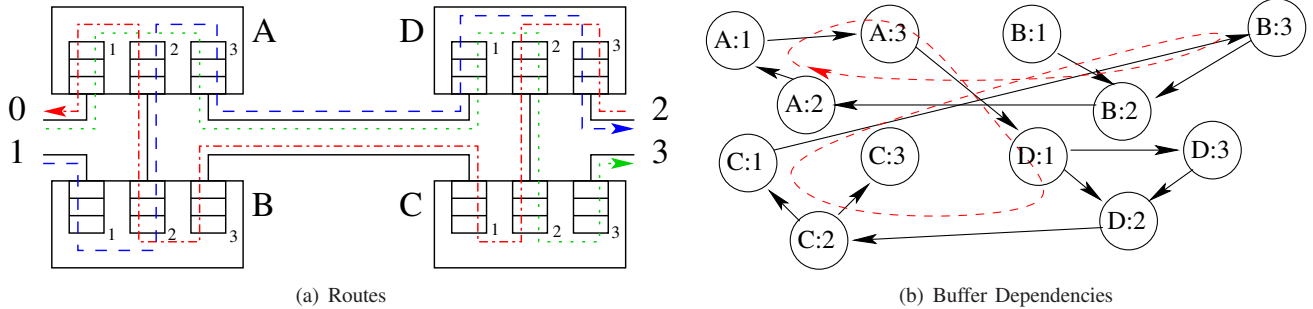 A D
1 2 3 1 2 3
0 2
1 3
B C
1 2 3 1 2 3
(a) Routes
A:1 A:3 B:1 B:3
A:2 B:2
C:1 C:3 D:1 D:3
C:2 D:2
(b) Buffer Dependencies